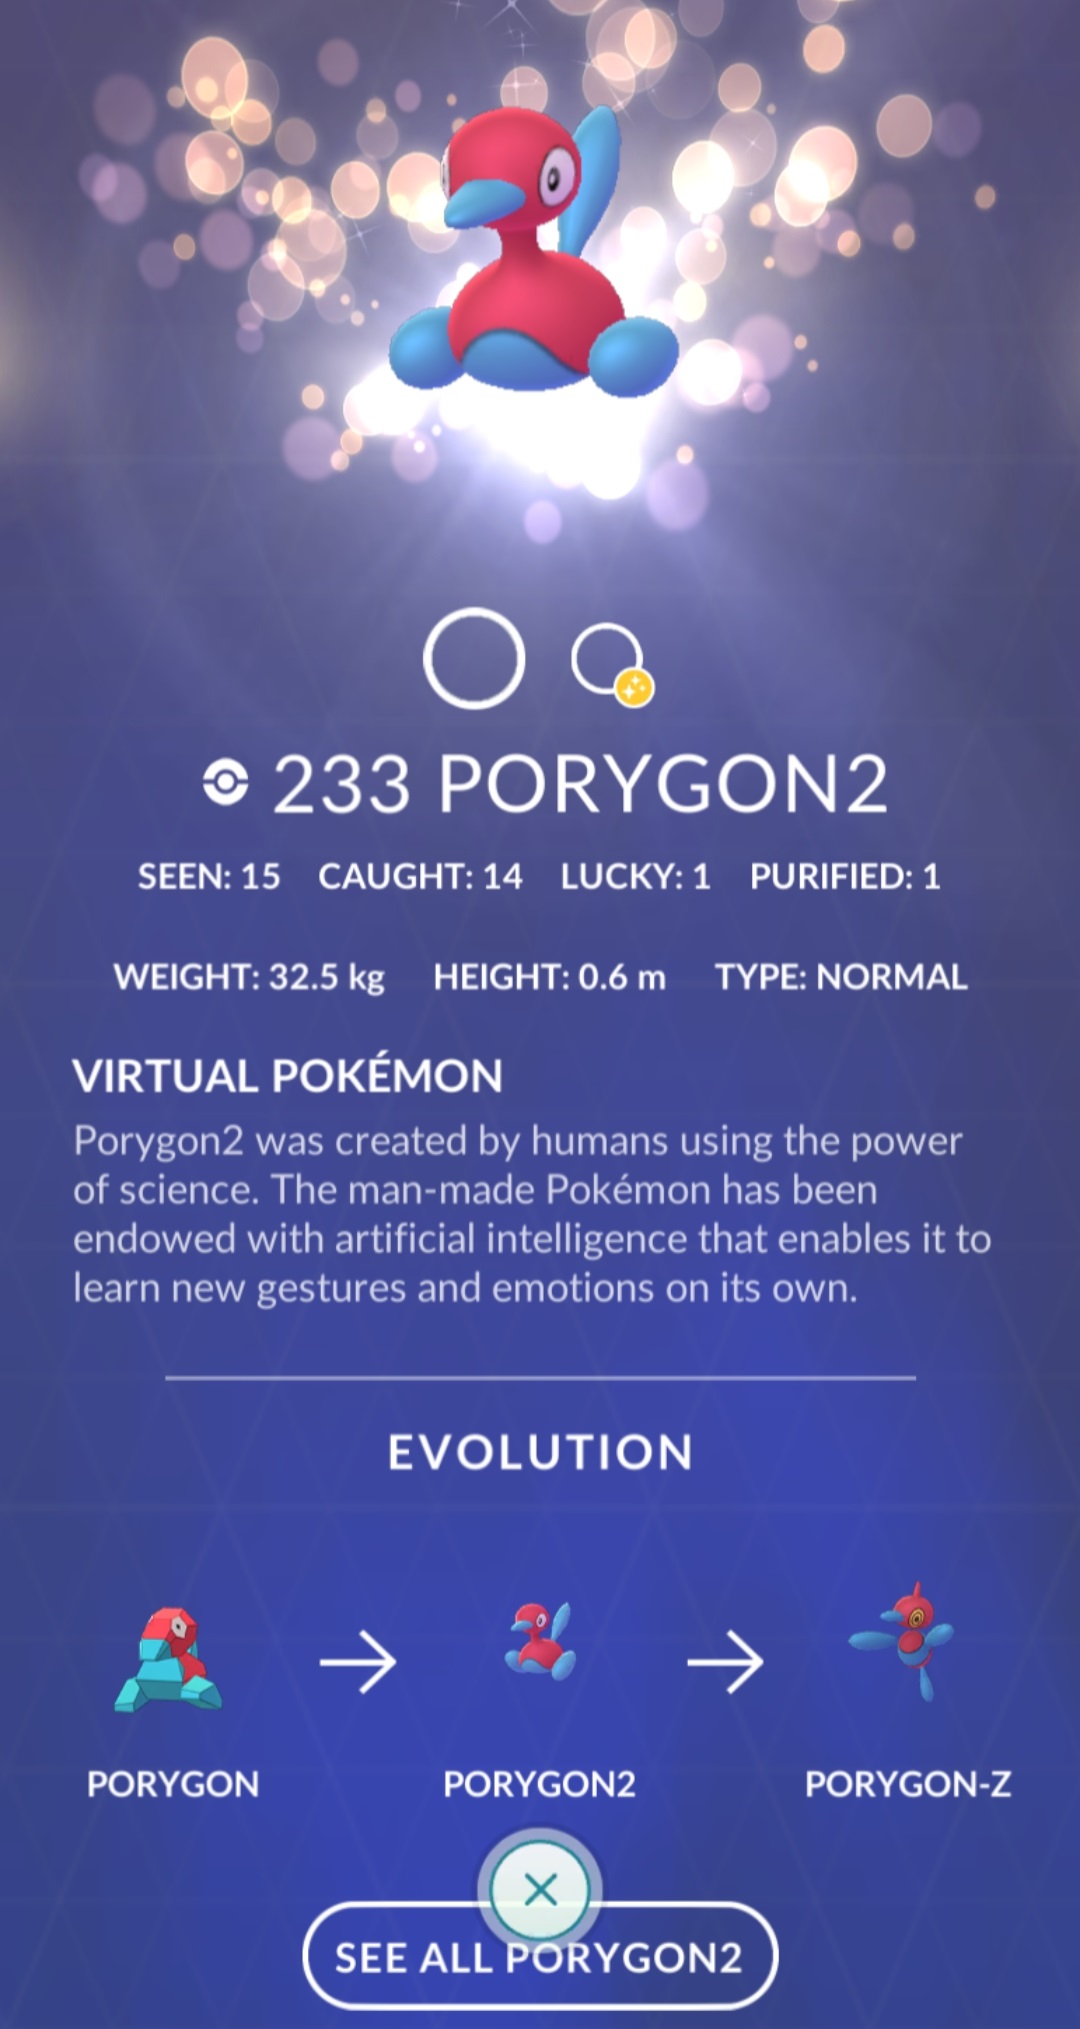 233 PORYGON2
SEEN: 15 CAUGHT: 14 LUCKY: 1 PURIFIED: 1
WEIGHT: 32.5 kg HEIGHT: 0.6 m TYPE: NORMAL
VIRTUAL POKÉMON
Porygon2 was created by humans using the power
of science. The man-made Pokémon has been
endowed with artificial intelligence that enables it to
learn new gestures and emotions on its own.
EVOLUTION
PORYGON PORYGON2 PORYGON-Z
SEE ALL PORYGON2